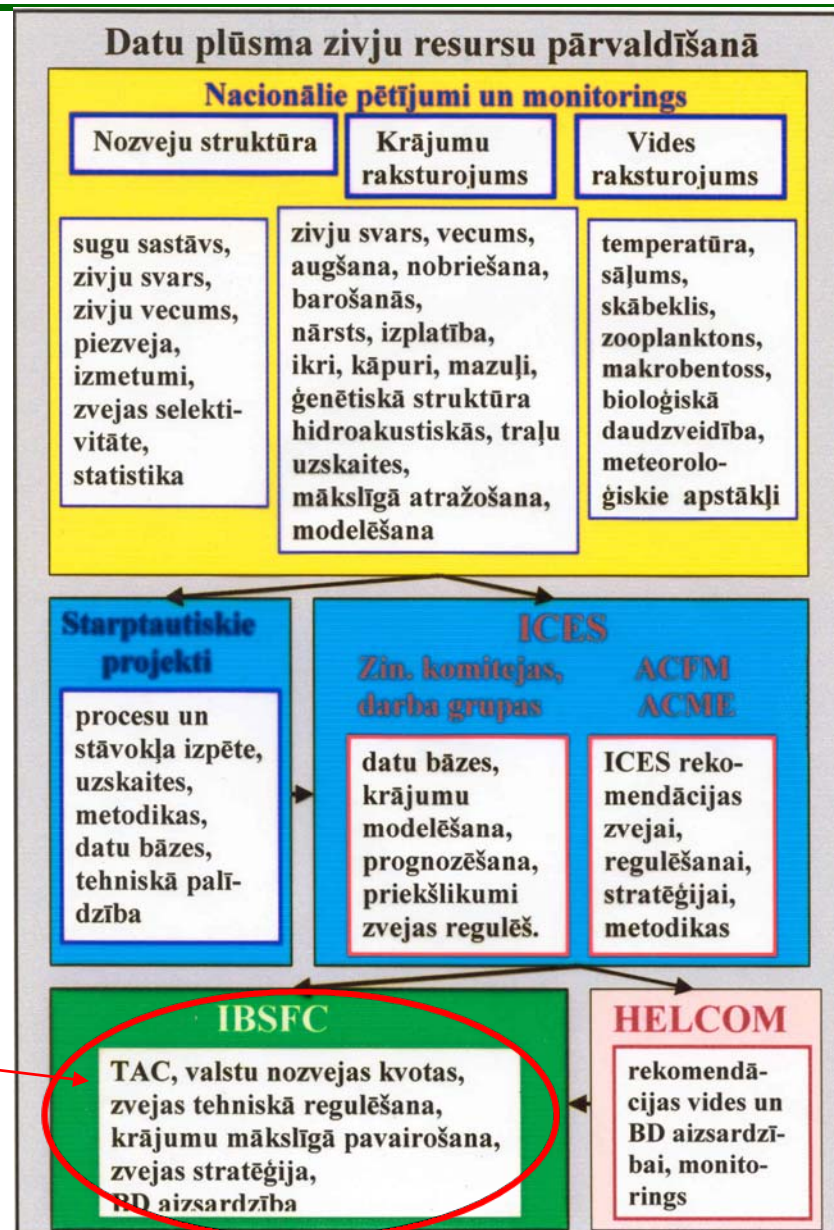 Datu plūsma zivju resursu pārvaldīšanā
Nacionālie pētījumi un monitorings
Nozveju struktūra
Krājumu
raksturojums
Vides
raksturojums
sugu sastāvs,
zivju svars,
zivju vecums,
piezveja,
izmetumi,
zvejas selekti-
vitāte,
statistika
zivju svars, vecums,
augšana, nobriešana,
barošanās,
nārsts, izplatība,
ikri, kāpuri, mazuļi,
ģenētiskā struktūra
hidroakustiskās, traļu
uzskaites,
mākslīgā atražošana,
modelēšana
temperatūra,
sāļums,
skābeklis,
zooplanktons,
makrobentoss,
bioloģiskā
daudzveidība,
meteorolo-
ģiskie apstākļi
Starptautiskie
projekti
procesu un
stāvokļa izpēte,
uzskaites,
metodikas,
datu bāzes,
tehniskā palī-
dzība
ICES
Zin. komitejas,
darba grupas
ACFM
ACME
datu bāzes,
krājumu
modelēšana,
prognozēšana,
priekšlikumi
zvejas regulēš.
ICES reko-
mendācijas
zvejai,
regulēšanai,
stratēģijai,
metodikas
IBSFC
TAC, valstu nozvejas kvotas,
zvejas tehniskā regulēšana,
krājumu mākslīgā pavairošana,
zvejas stratēģija,
BD aizsardzība
HELCOM
rekomendā-
cijas vides un
BD aizsardzī-
bai, monito-
rings